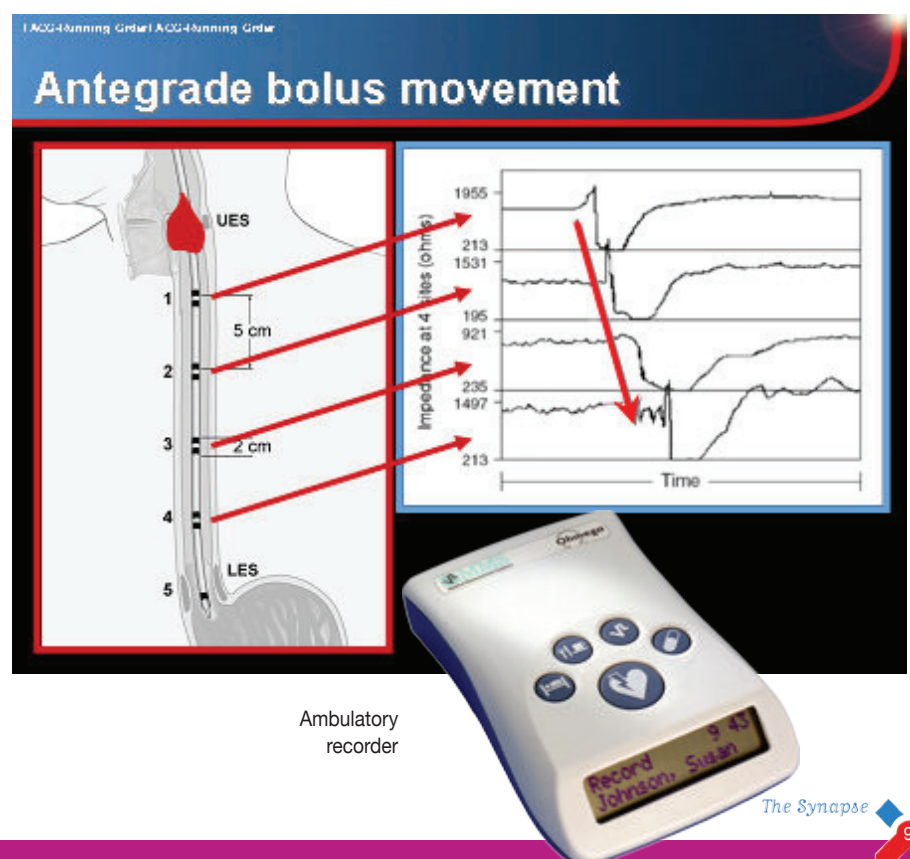 Antegrade bolus movement
UES
1
5 cm
2
3
2 cm
4
LES
5
Impedance at 4 sites (ohms)
1955
213
1531
195
921
235
1497
213
Time
Ambulatory
recorder
MMS
Ohmega
Record 9 43
Johnson, Susan
The Synapse
9